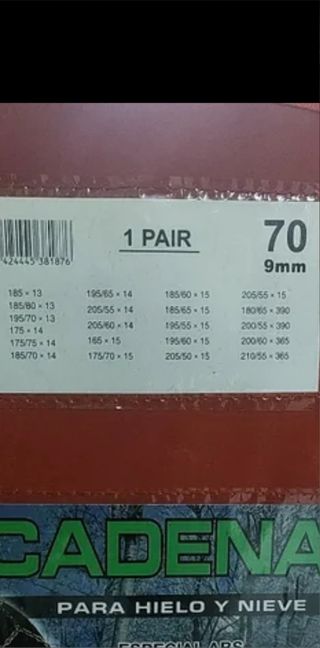 424445 381876
1 PAIR
70
9mm
185 × 13
185/80 × 13
195/70 × 13
175 × 14
175/75 × 14
185/70 × 14
195/65 × 14
205/55 × 14
205/60 × 14
165 × 15
175/70 × 15
185/60 × 15
185/65 × 15
195/55 × 15
195/60 × 15
205/50 × 15
205/55 × 15
180/65 × 390
200/55 × 390
200/60 × 365
210/55 × 365
CADENA
PARA HIELO Y NIEVE
ESPECIAL ABS